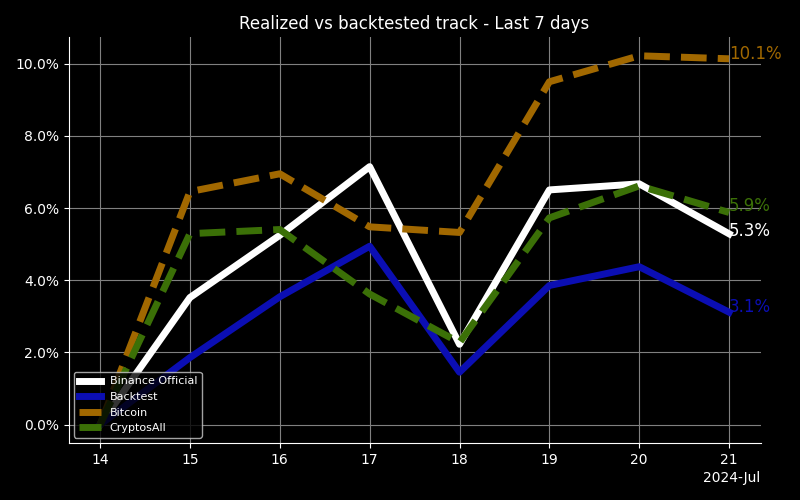 Realized vs backtested track - Last 7 days
10.0%
8.0%
6.0%
4.0%
2.0%
0.0%
10.1%
5.9%
5.3%
3.1%
Binance Official
Backtest
Bitcoin
CryptosAll
14 15 16 17 18 19 20 21
2024-Jul